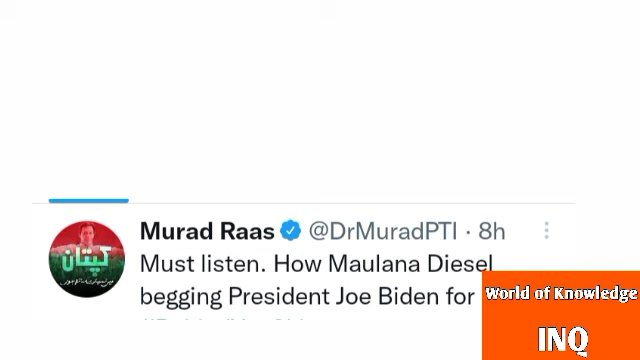 Murad Raas @DrMuradPTI · 8h
Must listen. How Maulana Diesel
begging President Joe Biden for
کپتان
World of Knowledge
INQ